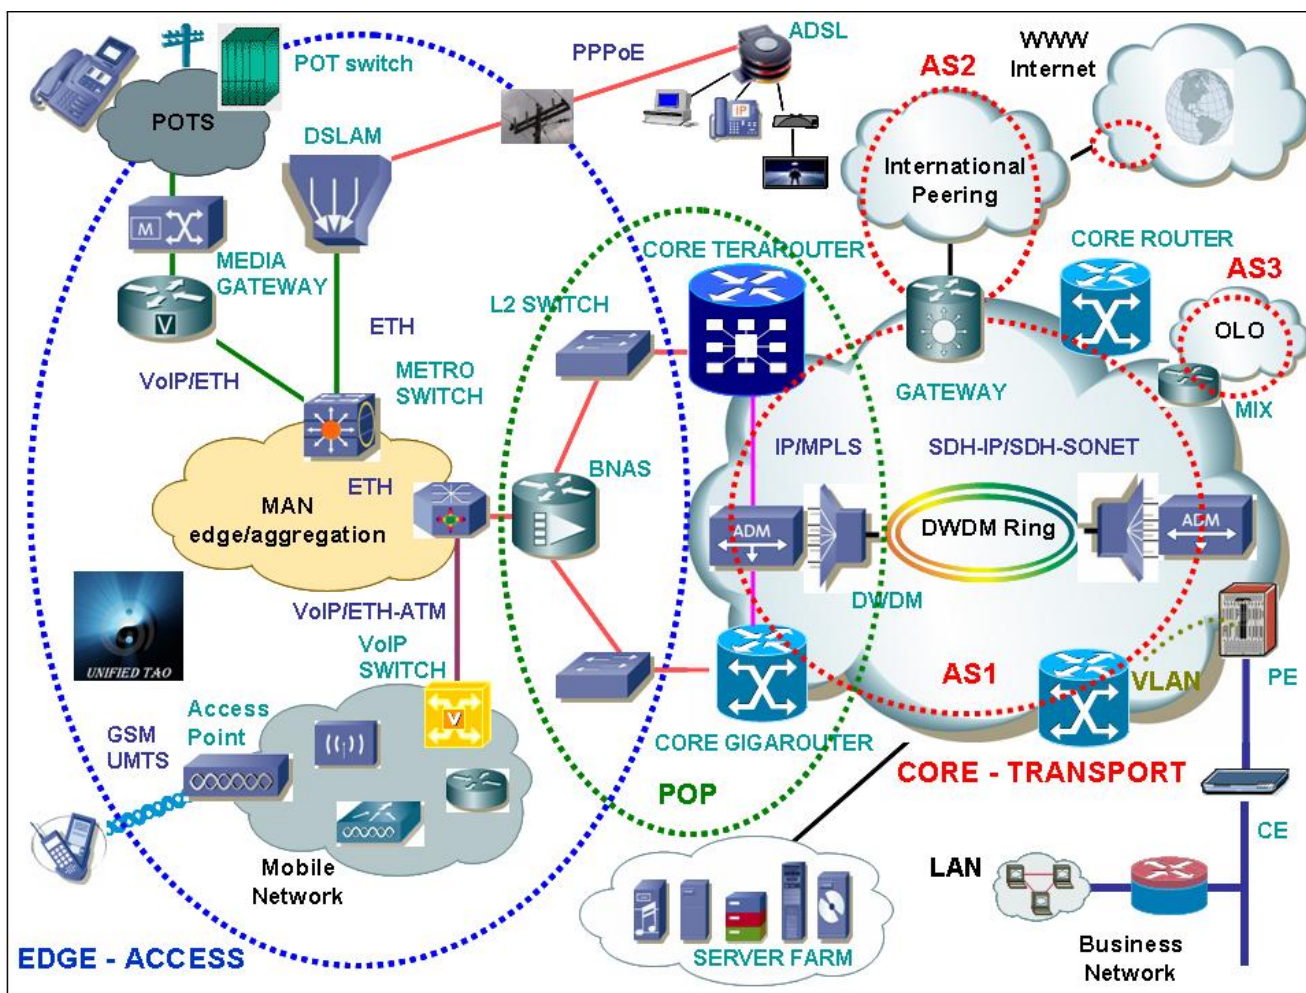 POT switch
POTS
PPPoE
ADSL
IP
WWW
Internet
AS2
International
Peering
DSLAM
M
MEDIA
GATEWAY
V
ETH
VoIP/ETH
METRO
SWITCH
L2 SWITCH
CORE TERAROUTER
CORE ROUTER
AS3
OLO
MIX
GATEWAY
IP/MPLS
SDH-IP/SDH-SONET
BNAS
ETH
MAN
edge/aggregation
ADM
DWDM Ring
ADM
DWDM
VoIP/ETH-ATM
VoIP
SWITCH
V
UNIFIED TAO
Access
Point
GSM
UMTS
AS1
VLAN
PE
CORE GIGAROUTER
POP
CORE - TRANSPORT
CE
Mobile
Network
LAN
EDGE - ACCESS
SERVER FARM
Business
Network